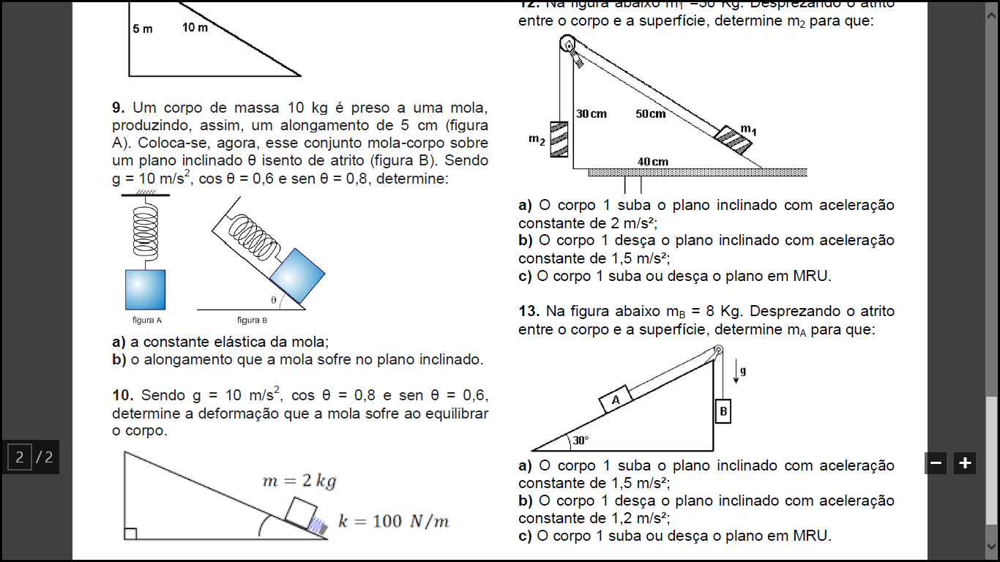 5 m
10 m
9. Um corpo de massa 10 kg é preso a uma mola,
produzindo, assim, um alongamento de 5 cm (figura
A). Coloca-se, agora, esse conjunto mola-corpo sobre
um plano inclinado θ isento de atrito (figura B). Sendo
g = 10 m/s², cos θ = 0,6 e sen θ = 0,8, determine:
θ
figura A
figura B
a) a constante elástica da mola;
b) o alongamento que a mola sofre no plano inclinado.
10. Sendo g = 10 m/s², cos θ = 0,8 e sen θ = 0,6,
determine a deformação que a mola sofre ao equilibrar
o corpo.
m = 2 kg
k = 100 N/m
12. Na figura abaixo m₁ =50 Kg. Desprezando o atrito
entre o corpo e a superfície, determine m₂ para que:
30 cm
50cm
m₁
m₂
40 cm
a) O corpo 1 suba o plano inclinado com aceleração
constante de 2 m/s²;
b) O corpo 1 desça o plano inclinado com aceleração
constante de 1,5 m/s²;
c) O corpo 1 suba ou desça o plano em MRU.
13. Na figura abaixo m_B = 8 Kg. Desprezando o atrito
entre o corpo e a superfície, determine m_A para que:
g
A
B
30°
a) O corpo 1 suba o plano inclinado com aceleração
constante de 1,5 m/s²;
b) O corpo 1 desça o plano inclinado com aceleração
constante de 1,2 m/s²;
c) O corpo 1 suba ou desça o plano em MRU.
2 / 2